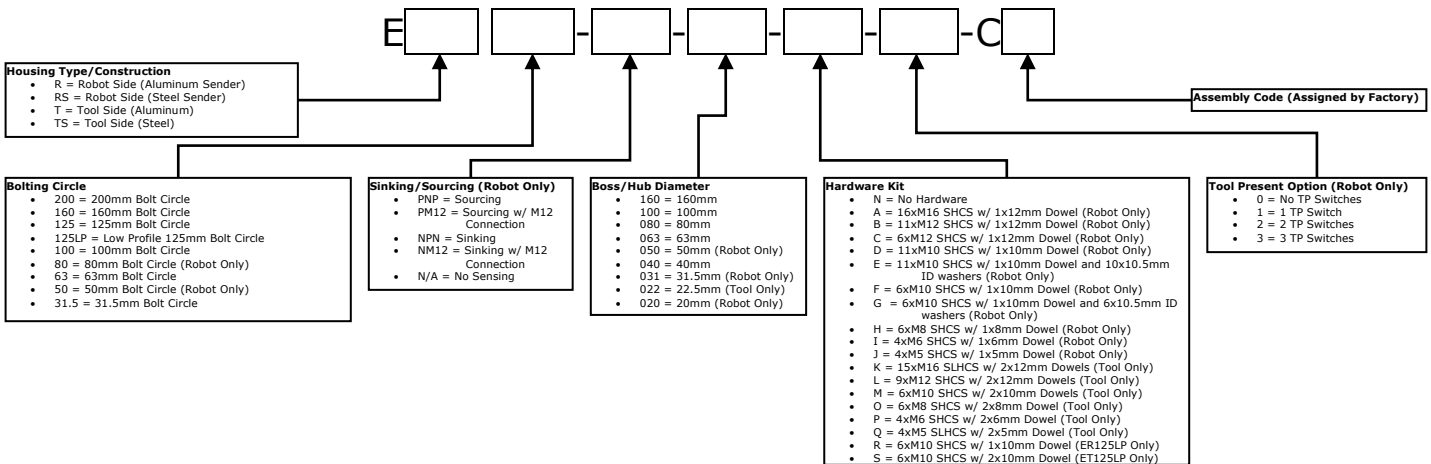 E - - - - -C
Housing Type/Construction
• R = Robot Side (Aluminum Sender)
• RS = Robot Side (Steel Sender)
• T = Tool Side (Aluminum)
• TS = Tool Side (Steel)
Assembly Code (Assigned by Factory)
Bolting Circle
• 200 = 200mm Bolt Circle
• 160 = 160mm Bolt Circle
• 125 = 125mm Bolt Circle
• 125LP = Low Profile 125mm Bolt Circle
• 100 = 100mm Bolt Circle
• 80 = 80mm Bolt Circle (Robot Only)
• 63 = 63mm Bolt Circle
• 50 = 50mm Bolt Circle (Robot Only)
• 31.5 = 31.5mm Bolt Circle
Sinking/Sourcing (Robot Only)
• PNP = Sourcing
• PM12 = Sourcing w/ M12
Connection
• NPN = Sinking
• NM12 = Sinking w/ M12
Connection
• N/A = No Sensing
Boss/Hub Diameter
• 160 = 160mm
• 100 = 100mm
• 080 = 80mm
• 063 = 63mm
• 050 = 50mm (Robot Only)
• 040 = 40mm
• 031 = 31.5mm (Robot Only)
• 022 = 22.5mm (Tool Only)
• 020 = 20mm (Robot Only)
Hardware Kit
• N = No Hardware
• A = 16xM16 SHCS w/ 1x12mm Dowel (Robot Only)
• B = 11xM12 SHCS w/ 1x12mm Dowel (Robot Only)
• C = 6xM12 SHCS w/ 1x12mm Dowel (Robot Only)
• D = 11xM10 SHCS w/ 1x10mm Dowel (Robot Only)
• E = 11xM10 SHCS w/ 1x10mm Dowel and 10x10.5mm
ID washers (Robot Only)
• F = 6xM10 SHCS w/ 1x10mm Dowel (Robot Only)
• G = 6xM10 SHCS w/ 1x10mm Dowel and 6x10.5mm ID
washers (Robot Only)
• H = 6xM8 SHCS w/ 1x8mm Dowel (Robot Only)
• I = 4xM6 SHCS w/ 1x6mm Dowel (Robot Only)
• J = 4xM5 SHCS w/ 1x5mm Dowel (Robot Only)
• K = 15xM16 SLHCS w/ 2x12mm Dowels (Tool Only)
• L = 9xM12 SHCS w/ 2x12mm Dowels (Tool Only)
• M = 6xM10 SHCS w/ 2x10mm Dowels (Tool Only)
• O = 6xM8 SHCS w/ 2x8mm Dowel (Tool Only)
• P = 4xM6 SHCS w/ 2x6mm Dowel (Tool Only)
• Q = 4xM5 SLHCS w/ 2x5mm Dowel (Tool Only)
• R = 6xM10 SHCS w/ 1x10mm Dowel (ER125LP Only)
• S = 6xM10 SHCS w/ 2x10mm Dowel (ET125LP Only)
Tool Present Option (Robot Only)
• 0 = No TP Switches
• 1 = 1 TP Switch
• 2 = 2 TP Switches
• 3 = 3 TP Switches